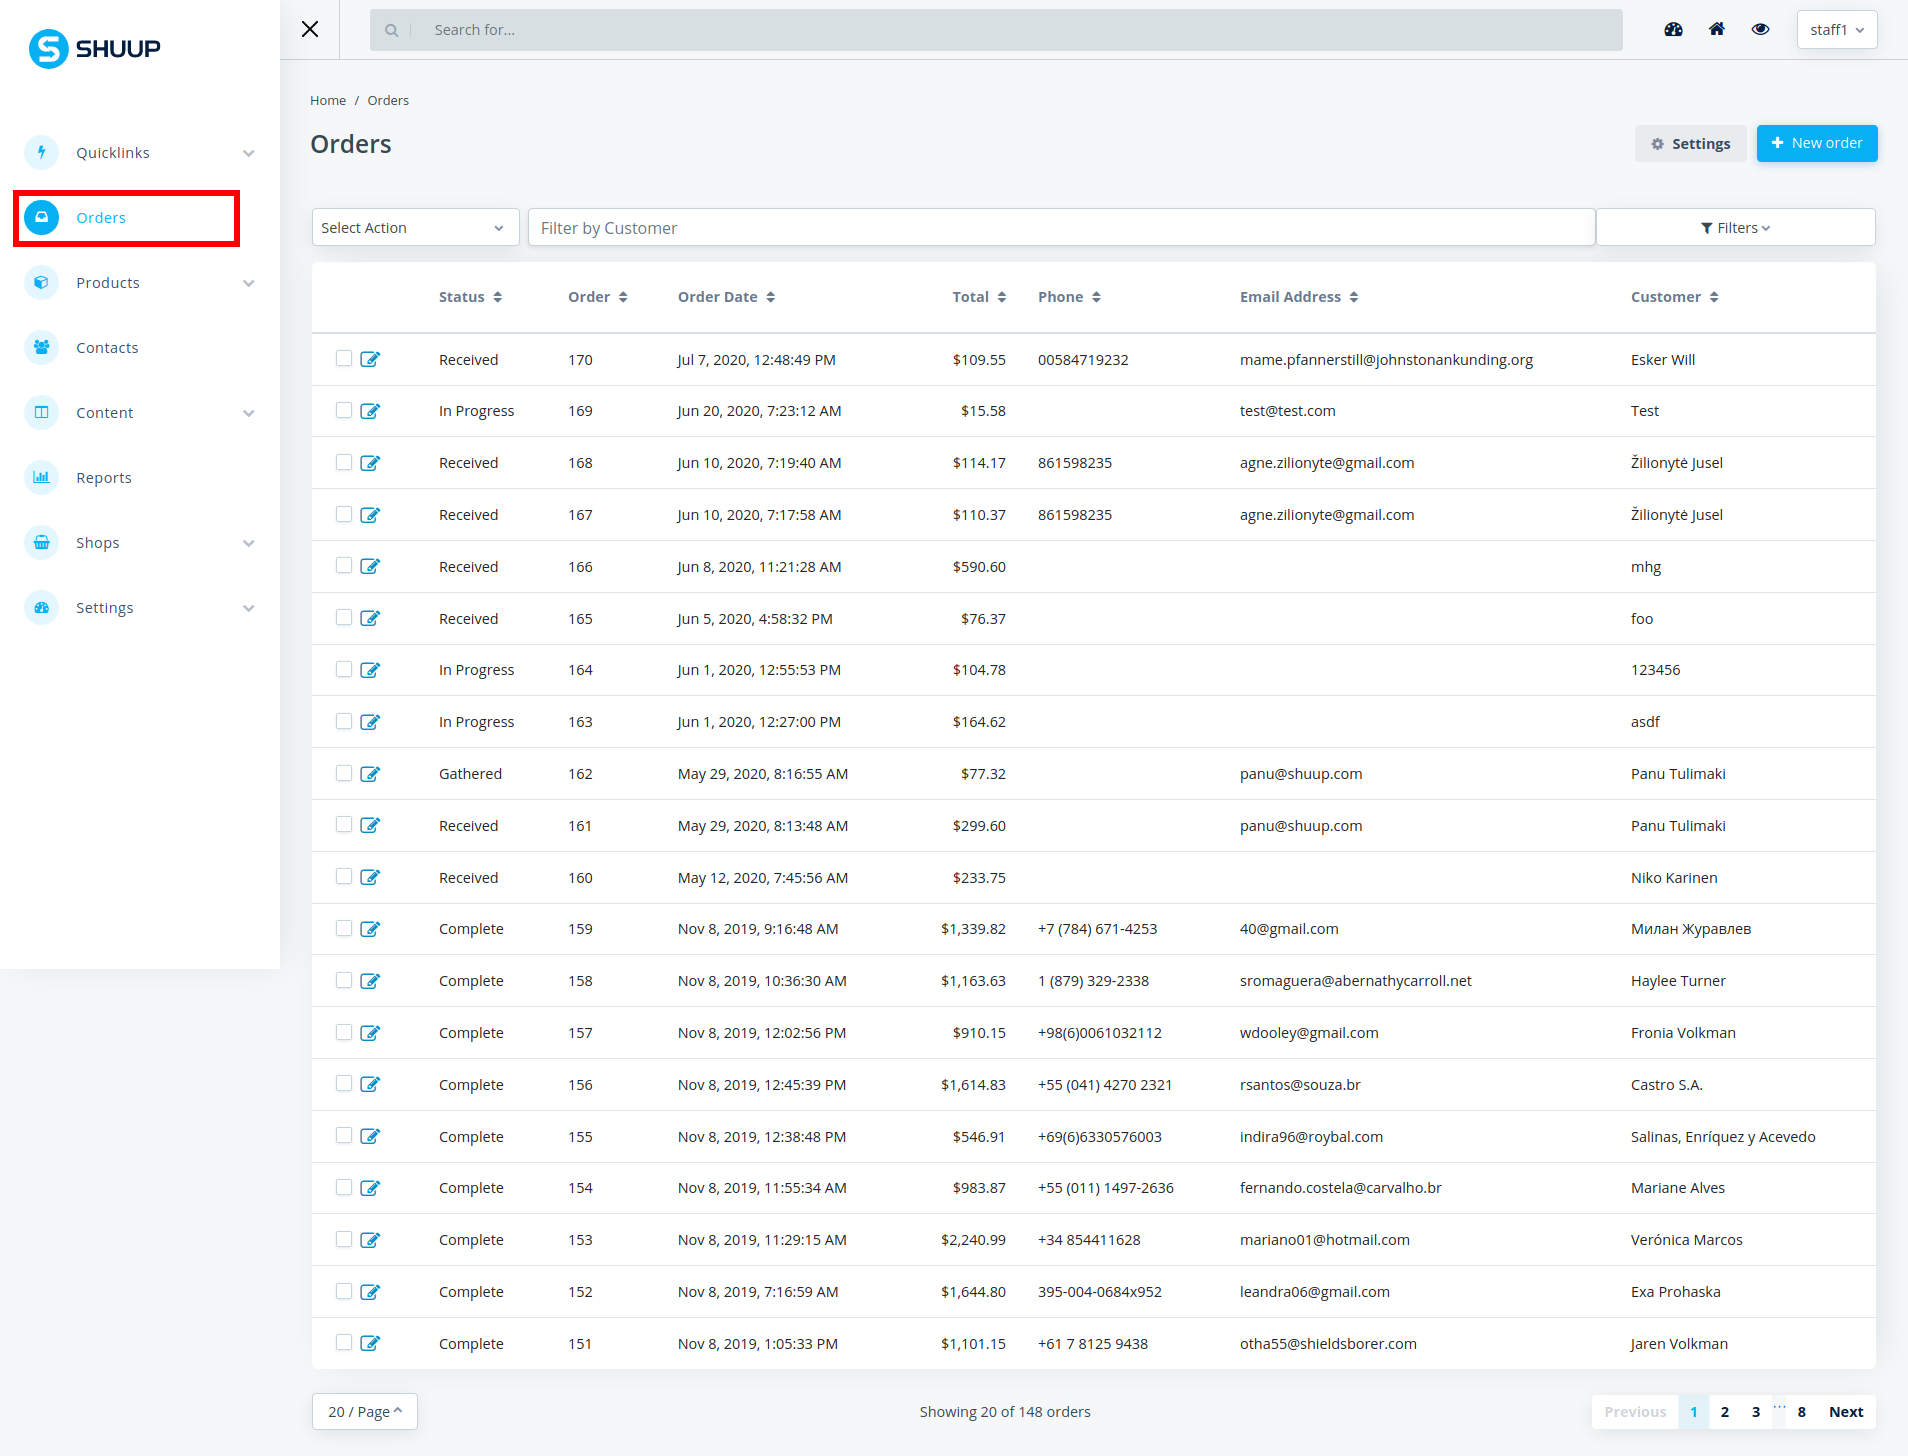 SHUUP
Search for...
staff1
Quicklinks
Orders
Products
Contacts
Content
Reports
Shops
Settings
Home / Orders
Orders
Settings
New order
Select Action
Filter by Customer
Filters
Status Order Order Date Total Phone Email Address Customer
Received 170 Jul 7, 2020, 12:48:49 PM $109.55 00584719232 mame.pfannerstill@johnstonankunding.org Esker Will
In Progress 169 Jun 20, 2020, 7:23:12 AM $15.58 test@test.com Test
Received 168 Jun 10, 2020, 7:19:40 AM $114.17 861598235 agne.zilionyte@gmail.com Žilionytė Jusel
Received 167 Jun 10, 2020, 7:17:58 AM $110.37 861598235 agne.zilionyte@gmail.com Žilionytė Jusel
Received 166 Jun 8, 2020, 11:21:28 AM $590.60 mhg
Received 165 Jun 5, 2020, 4:58:32 PM $76.37 foo
In Progress 164 Jun 1, 2020, 12:55:53 PM $104.78 123456
In Progress 163 Jun 1, 2020, 12:27:00 PM $164.62 asdf
Gathered 162 May 29, 2020, 8:16:55 AM $77.32 panu@shuup.com Panu Tulimaki
Received 161 May 29, 2020, 8:13:48 AM $299.60 panu@shuup.com Panu Tulimaki
Received 160 May 12, 2020, 7:45:56 AM $233.75 Niko Karinen
Complete 159 Nov 8, 2019, 9:16:48 AM $1,339.82 +7 (784) 671-4253 40@gmail.com Милан Журавлев
Complete 158 Nov 8, 2019, 10:36:30 AM $1,163.63 1 (879) 329-2338 sromaguera@abernathycarroll.net Haylee Turner
Complete 157 Nov 8, 2019, 12:02:56 PM $910.15 +98(6)0061032112 wdooley@gmail.com Fronia Volkman
Complete 156 Nov 8, 2019, 12:45:39 PM $1,614.83 +55 (041) 4270 2321 rsantos@souza.br Castro S.A.
Complete 155 Nov 8, 2019, 12:38:48 PM $546.91 +69(6)6330576003 indira96@roybal.com Salinas, Enríquez y Acevedo
Complete 154 Nov 8, 2019, 11:55:34 AM $983.87 +55 (011) 1497-2636 fernando.costela@carvalho.br Mariane Alves
Complete 153 Nov 8, 2019, 11:29:15 AM $2,240.99 +34 854411628 mariano01@hotmail.com Verónica Marcos
Complete 152 Nov 8, 2019, 7:16:59 AM $1,644.80 395-004-0684x952 leandra06@gmail.com Exa Prohaska
Complete 151 Nov 8, 2019, 1:05:33 PM $1,101.15 +61 7 8125 9438 otha55@shieldsborer.com Jaren Volkman
20 / Page
Showing 20 of 148 orders
Previous 1 2 3 ... 8 Next